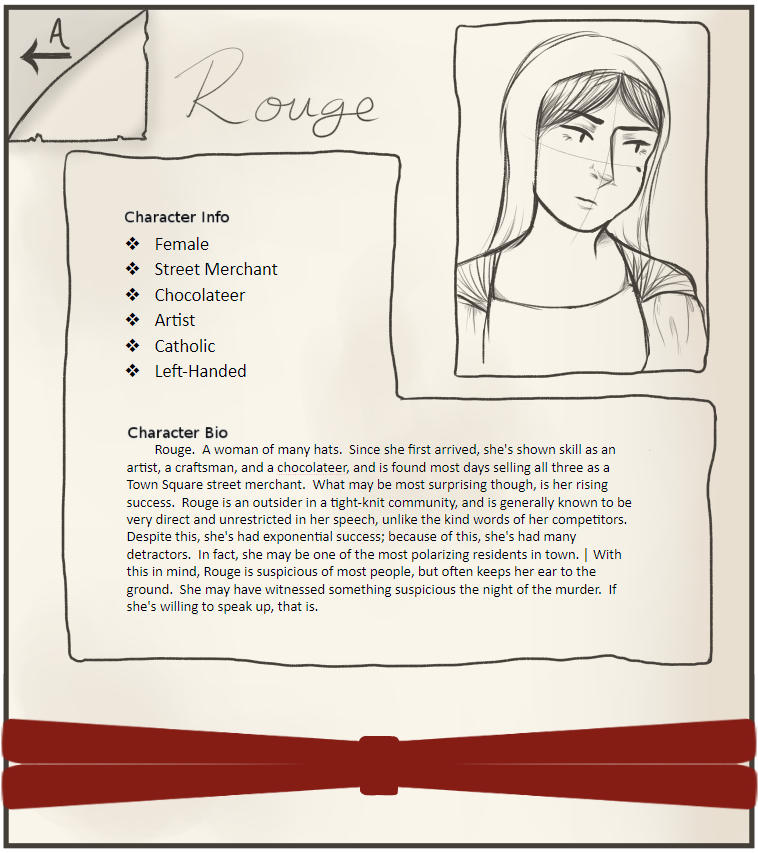 A
Rouge
Character Info
❖ Female
❖ Street Merchant
❖ Chocolateer
❖ Artist
❖ Catholic
❖ Left-Handed
Character Bio
Rouge. A woman of many hats. Since she first arrived, she's shown skill as an
artist, a craftsman, and a chocolateer, and is found most days selling all three as a
Town Square street merchant. What may be most surprising though, is her rising
success. Rouge is an outsider in a tight-knit community, and is generally known to be
very direct and unrestricted in her speech, unlike the kind words of her competitors.
Despite this, she's had exponential success; because of this, she's had many
detractors. In fact, she may be one of the most polarizing residents in town. | With
this in mind, Rouge is suspicious of most people, but often keeps her ear to the
ground. She may have witnessed something suspicious the night of the murder. If
she's willing to speak up, that is.